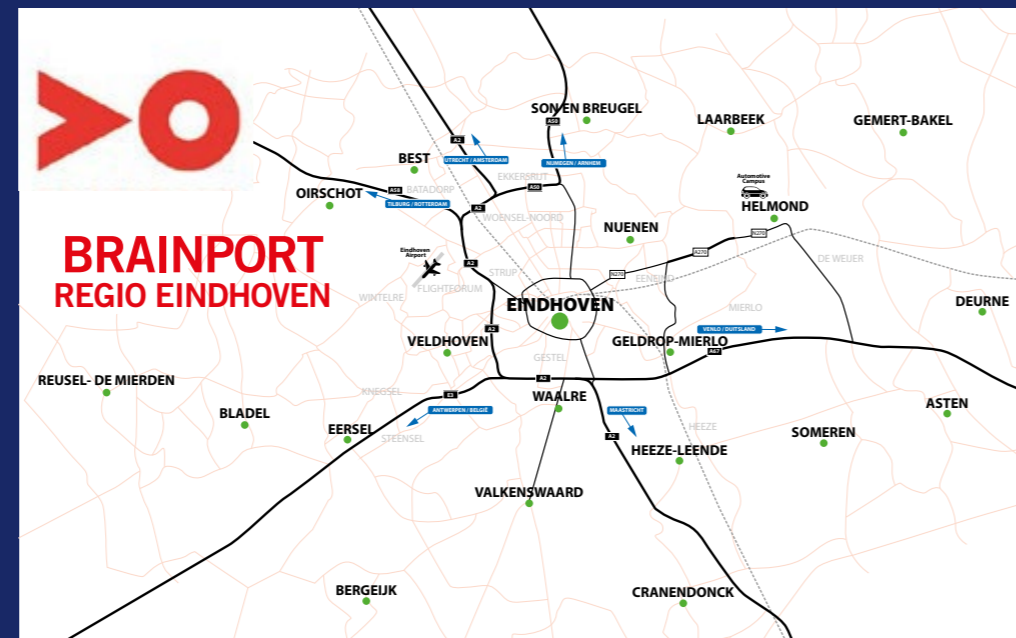 SON EN BREUGEL
LAARBEEK
GEMERT-BAKEL
A50
A2
UTRECHT / AMSTERDAM
NIJMEGEN / ARNHEM
BEST
EKKERSRIJT
A58
BATADORP
A50
Automotive
Campus
OIRSCHOT
TILBURG / ROTTERDAM
A2
HELMOND
WOENSEL-NOORD
NUENEN
N270
BRAINPORT
REGIO EINDHOVEN
Eindhoven
Airport
A2
STRIJP
A270
N270
EENEIND
DE WEIJER
FLIGHTFORUM
WINTELRE
EINDHOVEN
MIERLO
DEURNE
A2
VENLO / DUITSLAND
VELDHOVEN
GELDROP-MIERLO
A67
GESTEL
REUSEL- DE MIERDEN
A2
KNEGSEL
E3
WAALRE
ASTEN
BLADEL
ANTWERPEN / BELGIË
MAASTRICHT
EERSEL
STEENSEL
A2
HEEZE
SOMEREN
HEEZE-LEENDE
VALKENSWAARD
BERGEIJK
CRANENDONCK